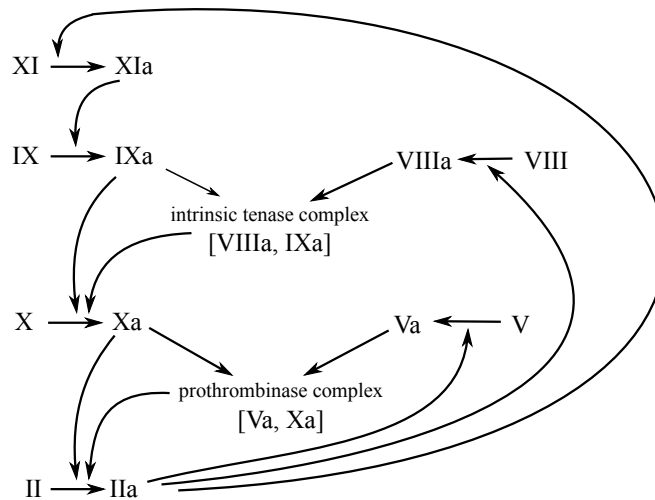 XI XIa
IX IXa VIIIa VIII
intrinsic tenase complex
[VIIIa, IXa]
X Xa Va V
prothrombinase complex
[Va, Xa]
II IIa